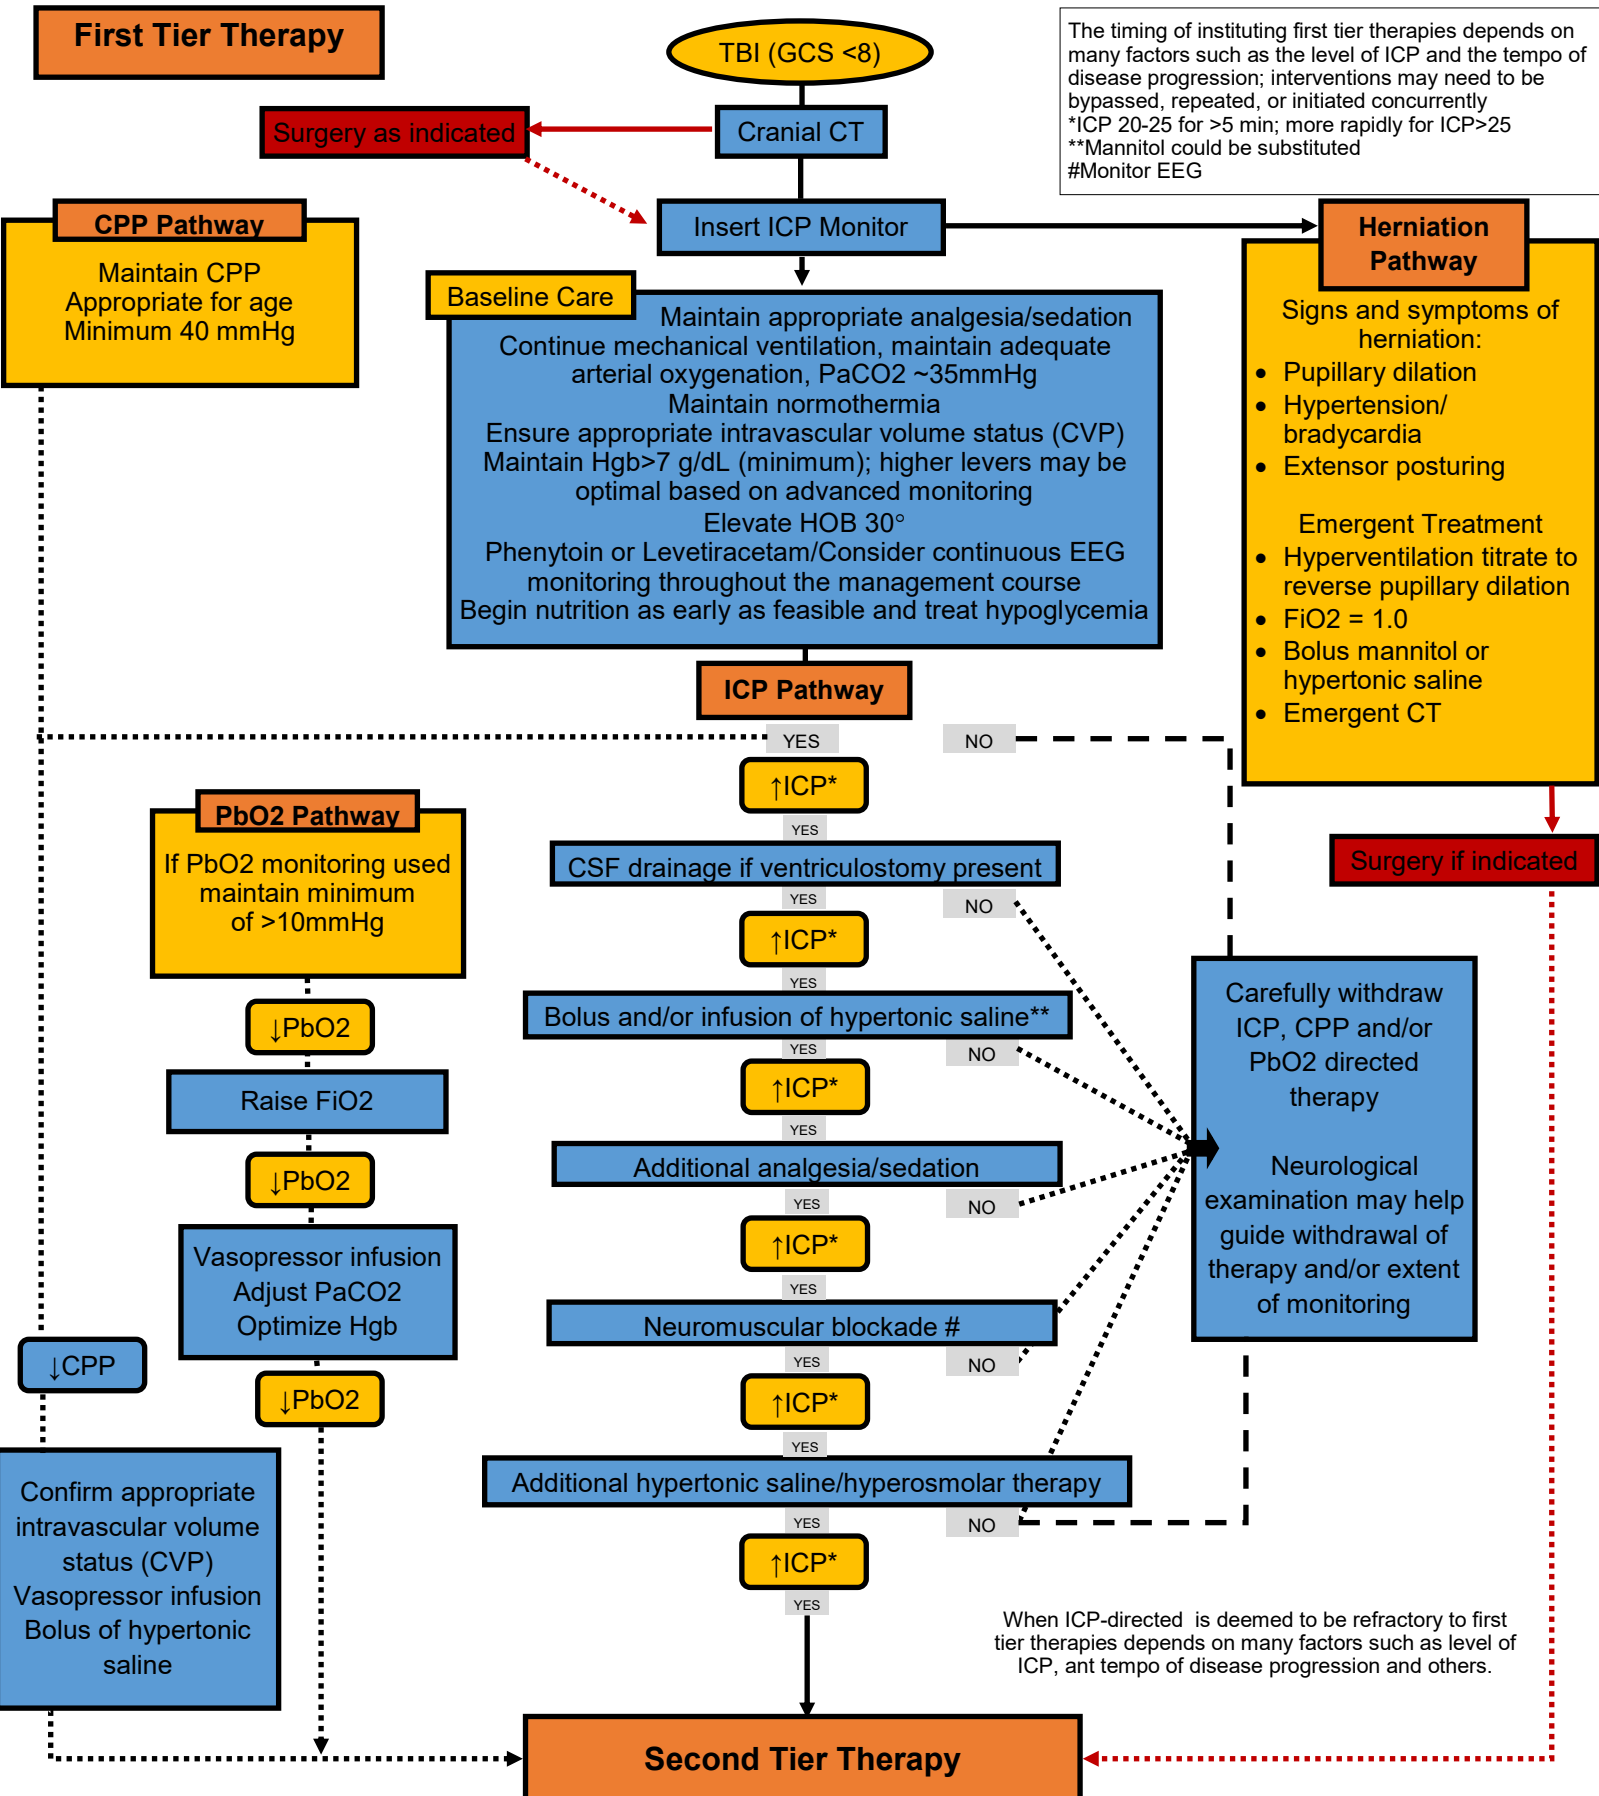 First Tier Therapy
TBI (GCS <8)
The timing of instituting first tier therapies depends on
many factors such as the level of ICP and the tempo of
disease progression; interventions may need to be
bypassed, repeated, or initiated concurrently
*ICP 20-25 for >5 min; more rapidly for ICP>25
**Mannitol could be substituted
#Monitor EEG
Surgery as indicated
Cranial CT
Insert ICP Monitor
CPP Pathway
Maintain CPP
Appropriate for age
Minimum 40 mmHg
Baseline Care
Maintain appropriate analgesia/sedation
Continue mechanical ventilation, maintain adequate
arterial oxygenation, PaCO2 ~35mmHg
Maintain normothermia
Ensure appropriate intravascular volume status (CVP)
Maintain Hgb>7 g/dL (minimum); higher levers may be
optimal based on advanced monitoring
Elevate HOB 30°
Phenytoin or Levetiracetam/Consider continuous EEG
monitoring throughout the management course
Begin nutrition as early as feasible and treat hypoglycemia
Herniation
Pathway
Signs and symptoms of
herniation:
• Pupillary dilation
• Hypertension/
bradycardia
• Extensor posturing
Emergent Treatment
• Hyperventilation titrate to
reverse pupillary dilation
• FiO2 = 1.0
• Bolus mannitol or
hypertonic saline
• Emergent CT
Surgery if indicated
ICP Pathway
YES
NO
↑ICP*
YES
CSF drainage if ventriculostomy present
YES
NO
↑ICP*
YES
Bolus and/or infusion of hypertonic saline**
YES
NO
↑ICP*
YES
Additional analgesia/sedation
YES
NO
↑ICP*
YES
Neuromuscular blockade #
YES
NO
↑ICP*
YES
Additional hypertonic saline/hyperosmolar therapy
YES
NO
↑ICP*
YES
PbO2 Pathway
If PbO2 monitoring used
maintain minimum
of >10mmHg
↓PbO2
Raise FiO2
↓PbO2
Vasopressor infusion
Adjust PaCO2
Optimize Hgb
↓PbO2
↓CPP
Confirm appropriate
intravascular volume
status (CVP)
Vasopressor infusion
Bolus of hypertonic
saline
Carefully withdraw
ICP, CPP and/or
PbO2 directed
therapy
Neurological
examination may help
guide withdrawal of
therapy and/or extent
of monitoring
When ICP-directed is deemed to be refractory to first
tier therapies depends on many factors such as level of
ICP, ant tempo of disease progression and others.
Second Tier Therapy